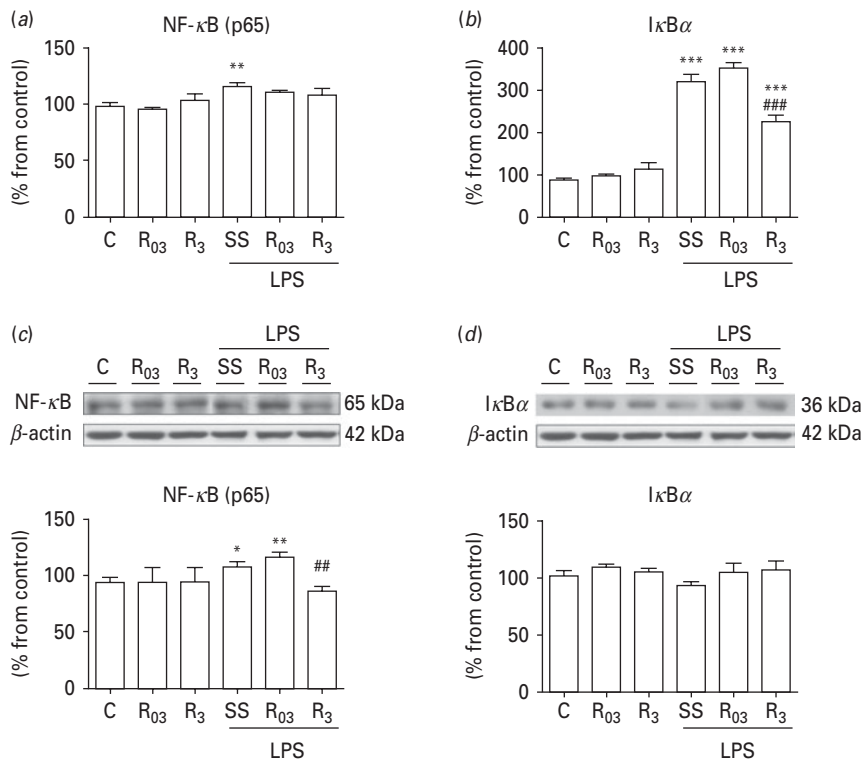 (a)
NF-κB (p65)
(% from control)
150
100
50
0
**
C R03 R3 SS R03 R3
LPS
(b)
IκBα
(% from control)
400
300
200
100
0
*** *** ***
###
C R03 R3 SS R03 R3
LPS
(c)
LPS
C R03 R3 SS R03 R3
NF-κB 65 kDa
β-actin 42 kDa
NF-κB (p65)
(% from control)
150
100
50
0
* ** ##
C R03 R3 SS R03 R3
LPS
(d)
LPS
C R03 R3 SS R03 R3
IκBα 36 kDa
β-actin 42 kDa
IκBα
(% from control)
150
100
50
0
C R03 R3 SS R03 R3
LPS